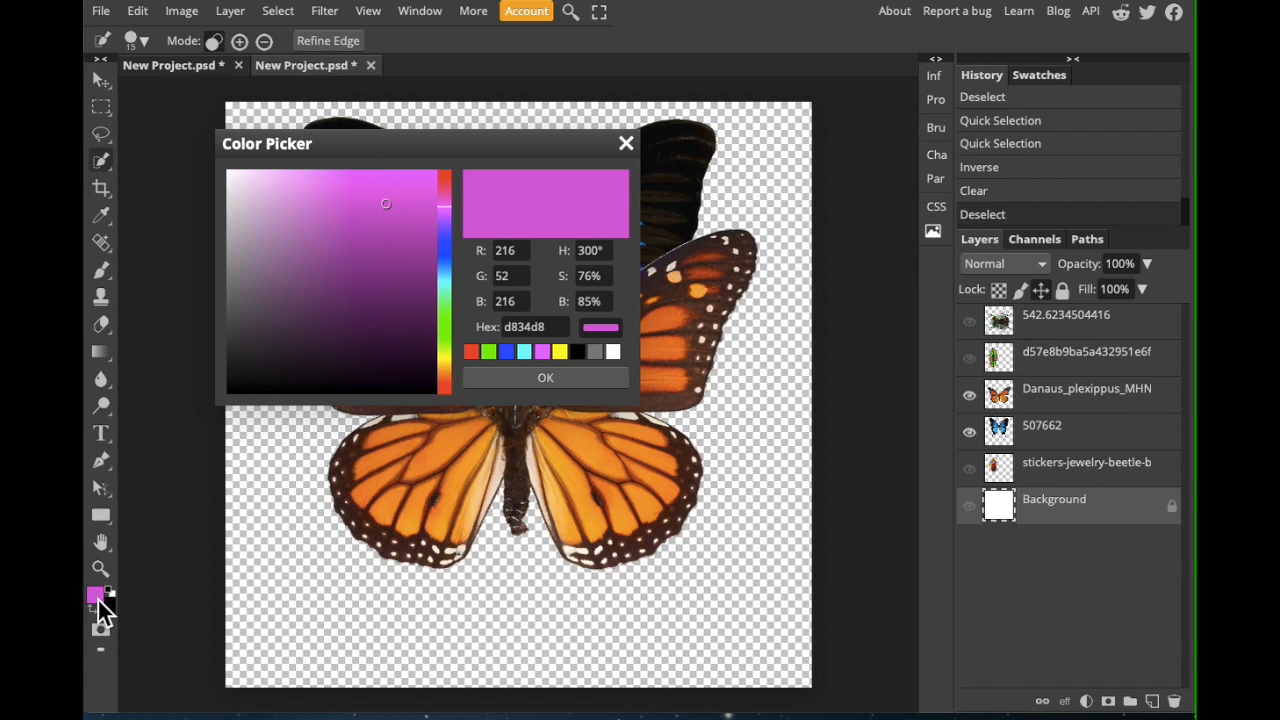 File Edit Image Layer Select Filter View Window More Account About Report a bug Learn Blog API
15 Mode: Refine Edge
New Project.psd * New Project.psd *
Color Picker
R: 216 H: 300°
G: 52 S: 76%
B: 216 B: 85%
Hex: d834d8
OK
Inf
Pro
Bru
Cha
Par
CSS
History Swatches
Deselect
Quick Selection
Quick Selection
Inverse
Clear
Deselect
Layers Channels Paths
Normal Opacity: 100%
Lock: Fill: 100%
542.6234504416
d57e8b9ba5a432951e6f
Danaus_plexippus_MHN
507662
stickers-jewelry-beetle-b
Background
eff
T